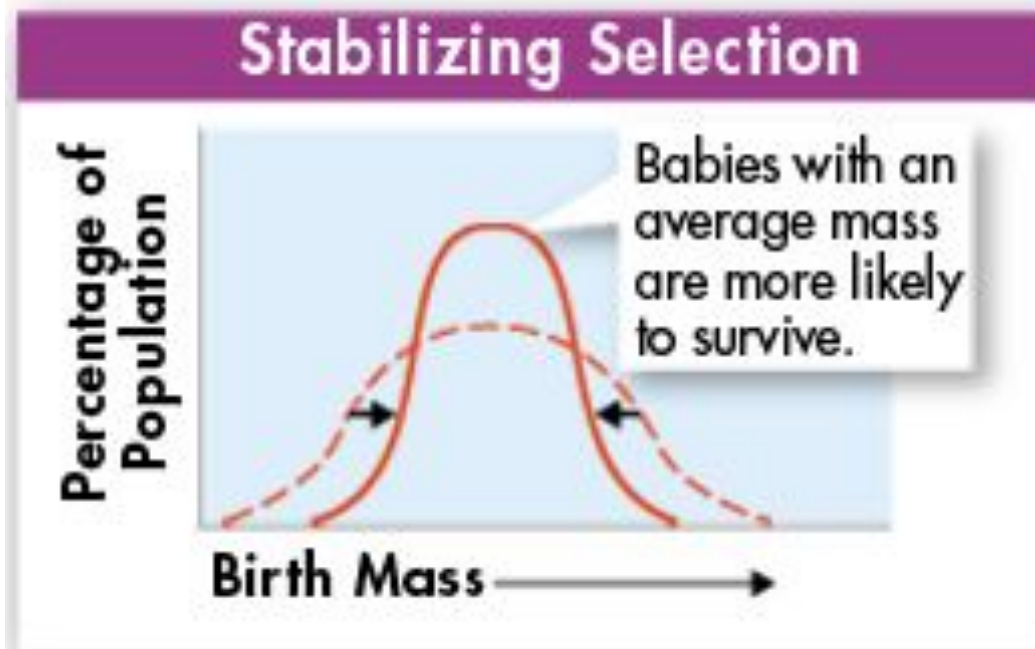 Stabilizing Selection
Percentage of
Population
Babies with an
average mass
are more likely
to survive.
Birth Mass